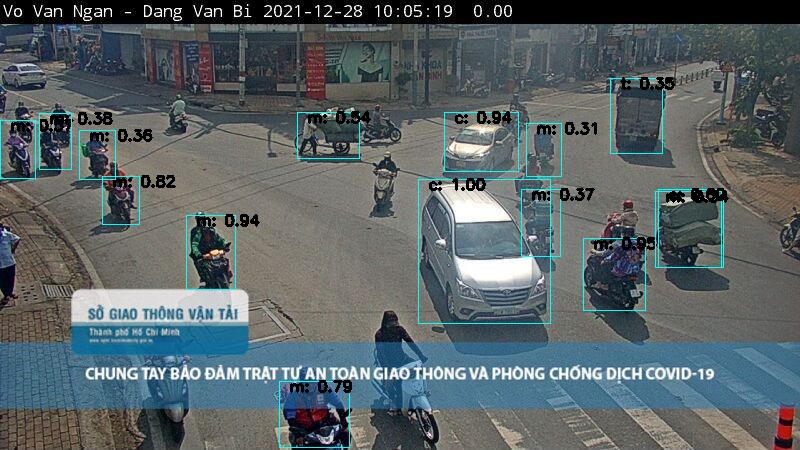 Vo Van Ngan - Dang Van Bi 2021-12-28 10:05:19 0.00
t: 0.35
m: 0.54
c: 0.94
m: 0.31
0.38
m: 0.36
m: 0.82
c: 1.00
m: 0.37
m: 0.94
m: 0.95
SỞ GIAO THÔNG VẬN TẢI
Thành phố Hồ Chí Minh
CHUNG TAY BẢO ĐẢM TRẬT TỰ AN TOÀN GIAO THÔNG VÀ PHÒNG CHỐNG DỊCH COVID-19
m: 0.79